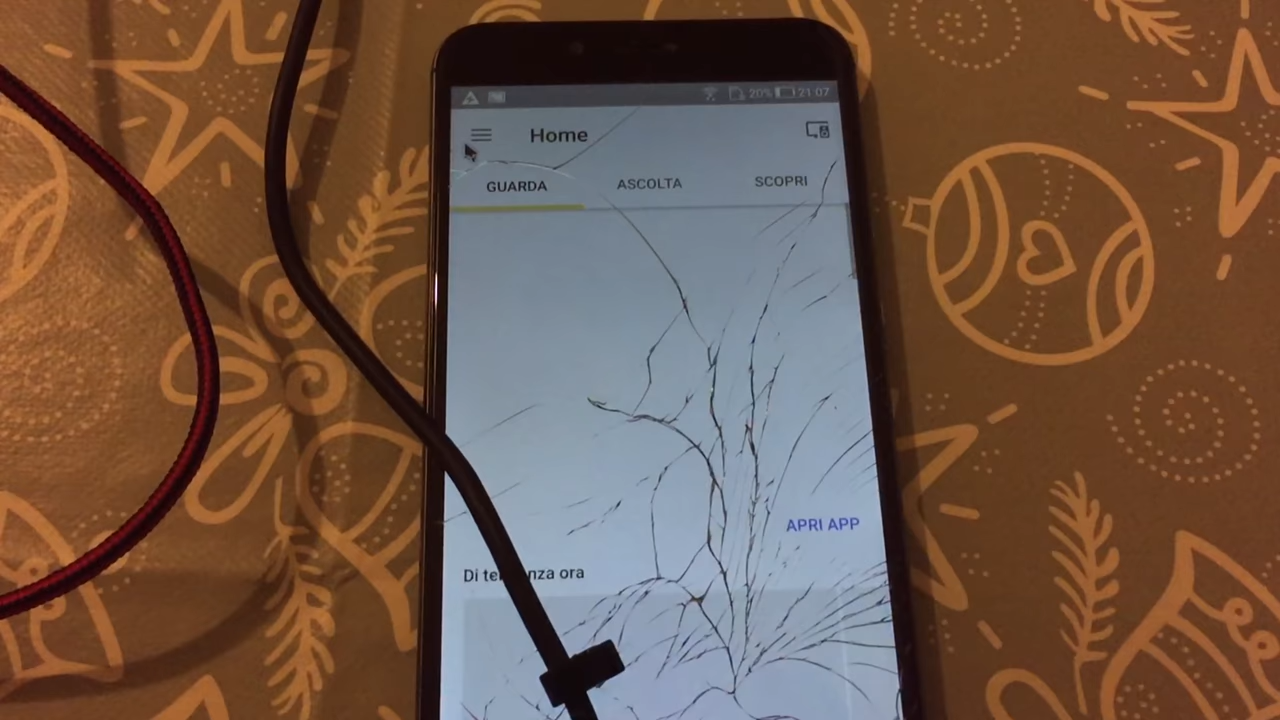 20% 21:07
Home
GUARDA ASCOLTA SCOPRI
APRI APP
Di te nza ora